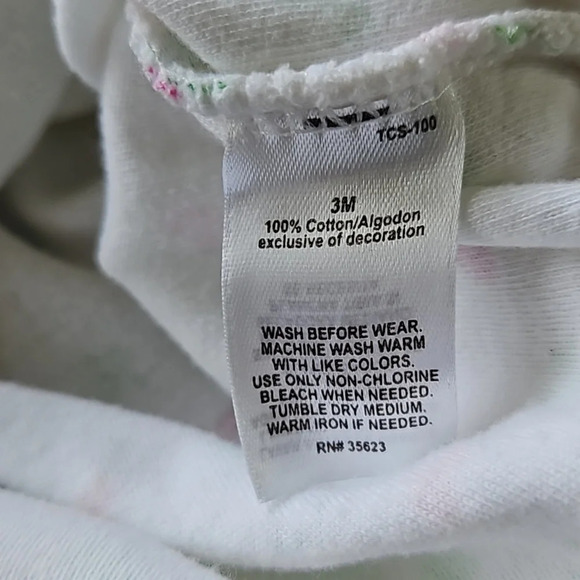 TCS-100
3M
100% Cotton/Algodon
exclusive of decoration
WASH BEFORE WEAR.
MACHINE WASH WARM
WITH LIKE COLORS.
USE ONLY NON-CHLORINE
BLEACH WHEN NEEDED.
TUMBLE DRY MEDIUM.
WARM IRON IF NEEDED.
RN# 35623